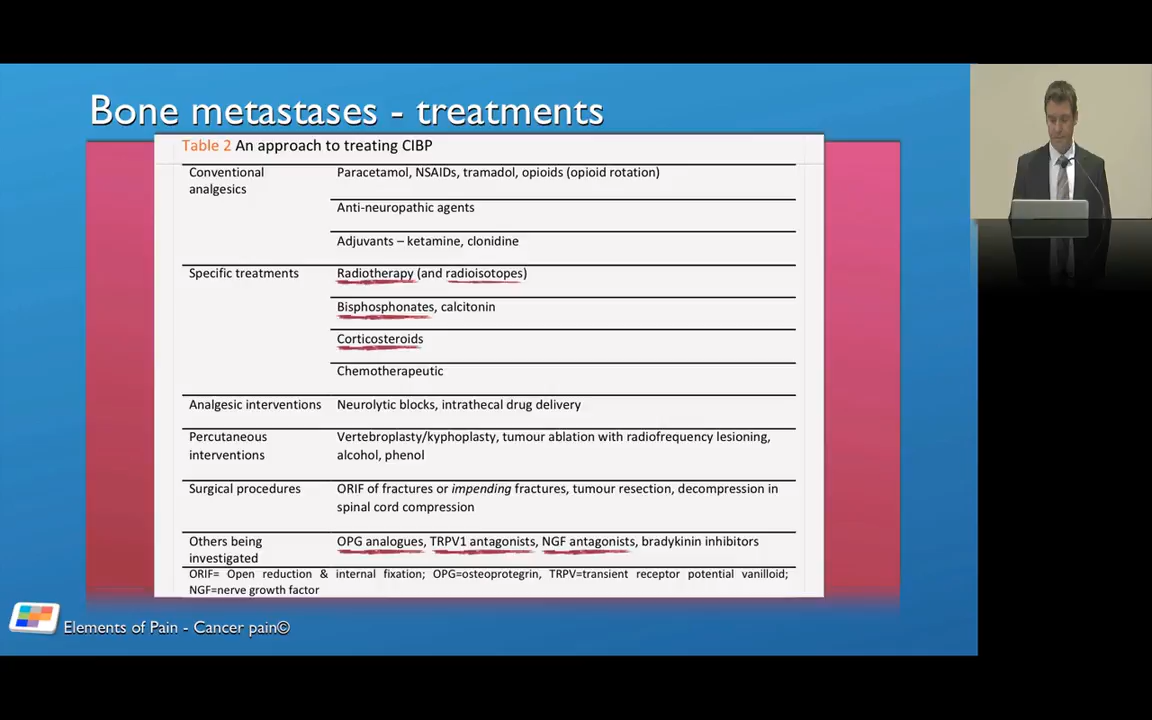 Bone metastases - treatments
Table 2 An approach to treating CIBP
Conventional
analgesics
Paracetamol, NSAIDs, tramadol, opioids (opioid rotation)
Anti-neuropathic agents
Adjuvants – ketamine, clonidine
Specific treatments
Radiotherapy (and radioisotopes)
Bisphosphonates, calcitonin
Corticosteroids
Chemotherapeutic
Analgesic interventions
Neurolytic blocks, intrathecal drug delivery
Percutaneous
interventions
Vertebroplasty/kyphoplasty, tumour ablation with radiofrequency lesioning,
alcohol, phenol
Surgical procedures
ORIF of fractures or impending fractures, tumour resection, decompression in
spinal cord compression
Others being
investigated
OPG analogues, TRPV1 antagonists, NGF antagonists, bradykinin inhibitors
ORIF= Open reduction & internal fixation; OPG=osteoprotegrin, TRPV=transient receptor potential vanilloid;
NGF=nerve growth factor
Elements of Pain - Cancer pain©